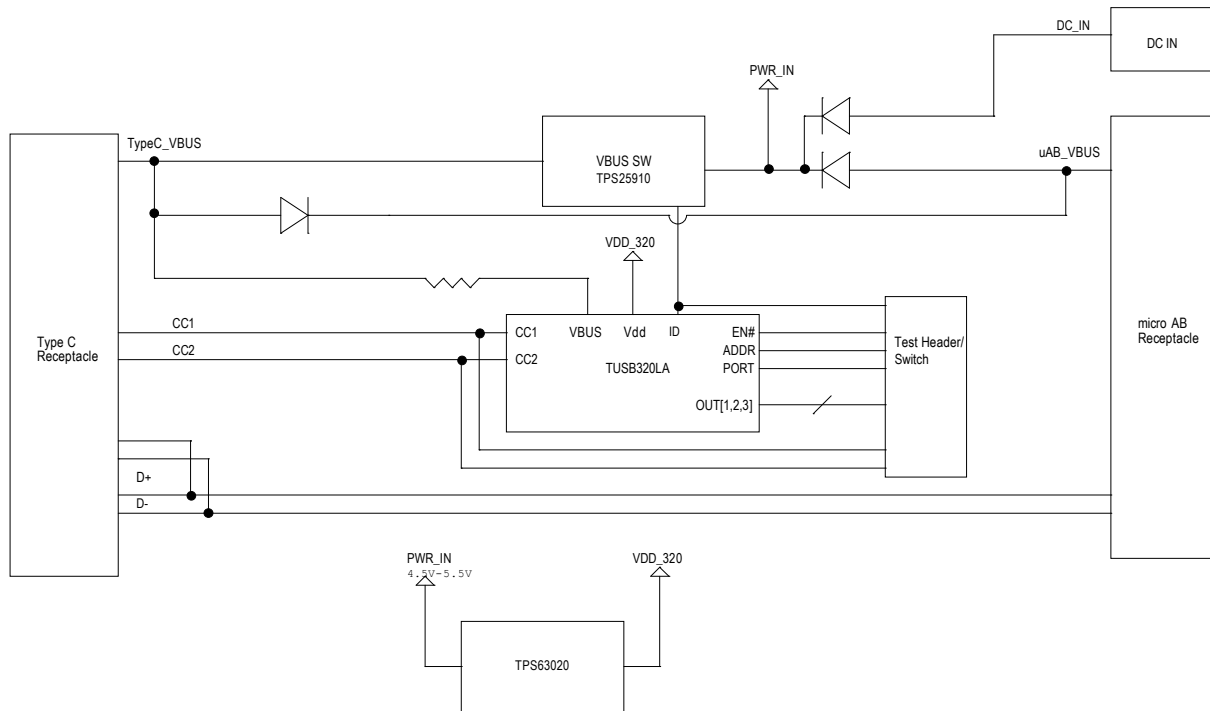 DC_IN
DC IN
PWR_IN
TypeC_VBUS
VBUS SW
TPS25910
uAB_VBUS
VDD_320
CC1
CC2
Type C
Receptacle
CC1
VBUS
Vdd
ID
EN#
CC2
ADDR
TUSB320LA
PORT
OUT[1,2,3]
Test Header/
Switch
micro AB
Receptacle
D+
D-
PWR_IN
4.5V-5.5V
VDD_320
TPS63020